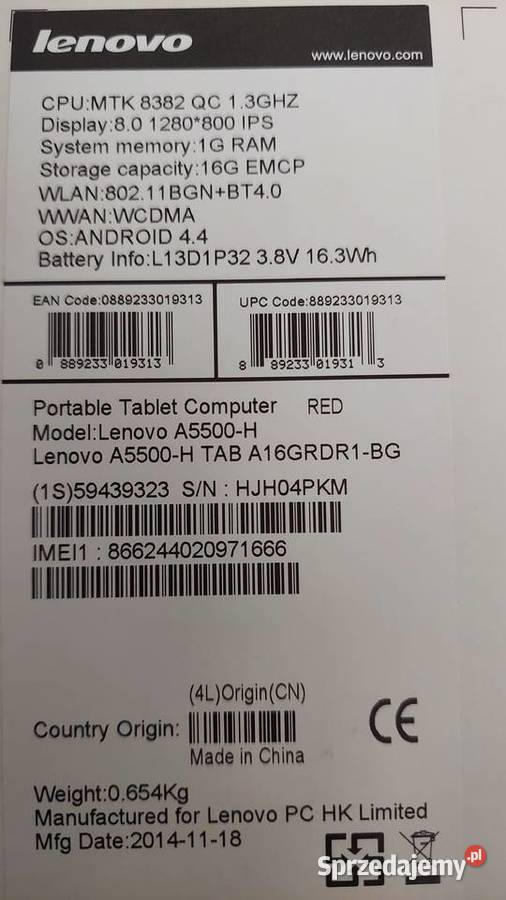 lenovo
www.lenovo.com
CPU:MTK 8382 QC 1.3GHZ
Display:8.0 1280*800 IPS
System memory:1G RAM
Storage capacity:16G EMCP
WLAN:802.11BGN+BT4.0
WWAN:WCDMA
OS:ANDROID 4.4
Battery Info:L13D1P32 3.8V 16.3Wh
EAN Code:0889233019313
0 889233 019313
UPC Code:889233019313
8 89233 01931 3
Portable Tablet Computer RED
Model:Lenovo A5500-H
Lenovo A5500-H TAB A16GRDR1-BG
(1S)59439323 S/N : HJH04PKM
IMEI1 : 866244020971666
(4L)Origin(CN)
Country Origin:
Made in China
CE
Weight:0.654Kg
Manufactured for Lenovo PC HK Limited
Mfg Date:2014-11-18
Sprzedajemy.pl